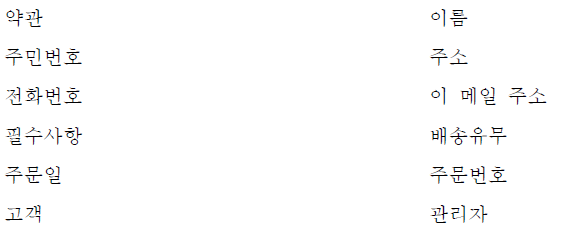 약관 이름
주민번호 주소
전화번호 이 메일 주소
필수사항 배송유무
주문일 주문번호
고객 관리자